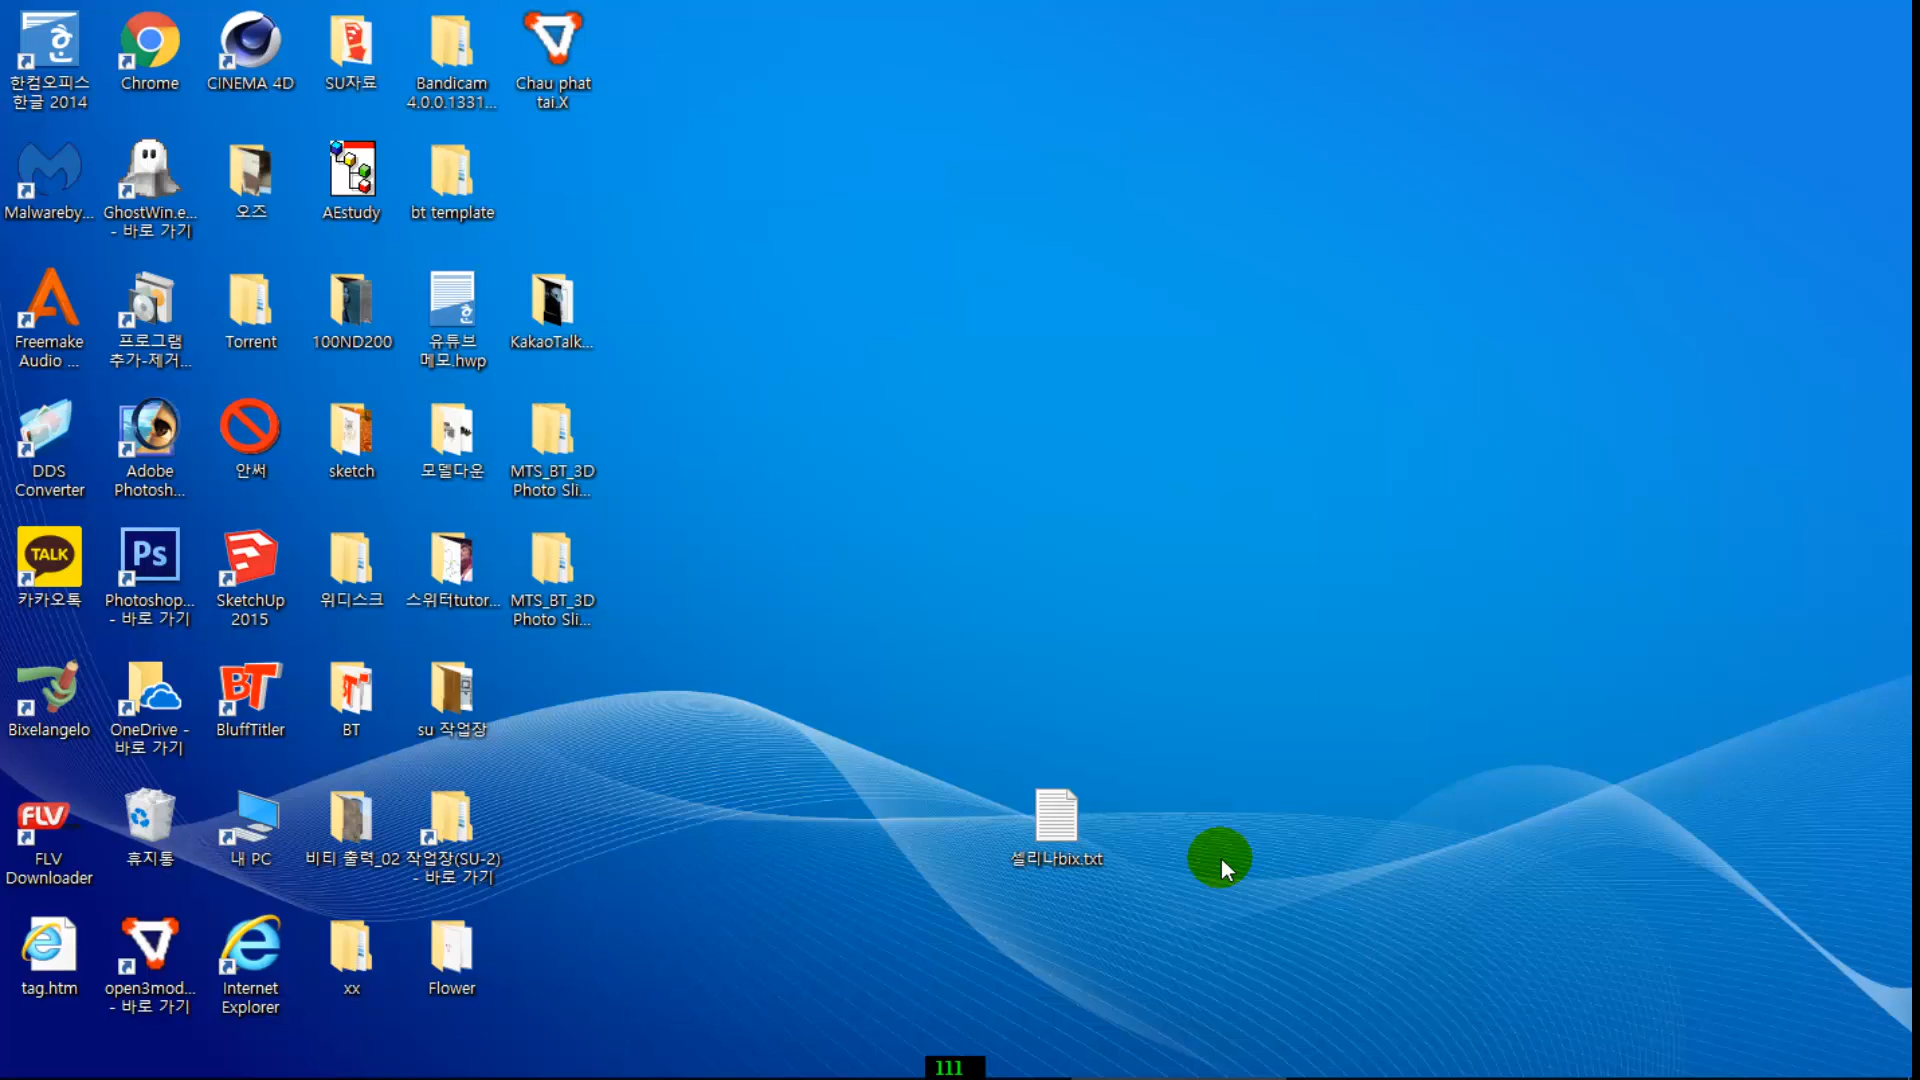 한컴오피스
한글 2014
Chrome
CINEMA 4D
SU자료
Bandicam
4.0.0.1331...
Chau phat
tai.X
Malwareby...
GhostWin.e...
- 바로 가기
오즈
AEstudy
bt template
Freemake
Audio ...
프로그램
추가-제거...
Torrent
100ND200
유튜브
메모.hwp
KakaoTalk...
DDS
Converter
Adobe
Photosh...
안써
sketch
모델다운
MTS_BT_3D
Photo Sli...
TALK
카카오톡
Ps
Photoshop...
- 바로 가기
SketchUp
2015
위디스크
스위터tutor...
MTS_BT_3D
Photo Sli...
Bixelangelo
OneDrive -
바로 가기
BT
BluffTitler
BT
su 작업장
FLV
FLV
Downloader
휴지통
내 PC
비티 출력_02
작업장(SU-2)
- 바로 가기
셀리나bix.txt
tag.htm
open3mod...
- 바로 가기
Internet
Explorer
xx
Flower
111